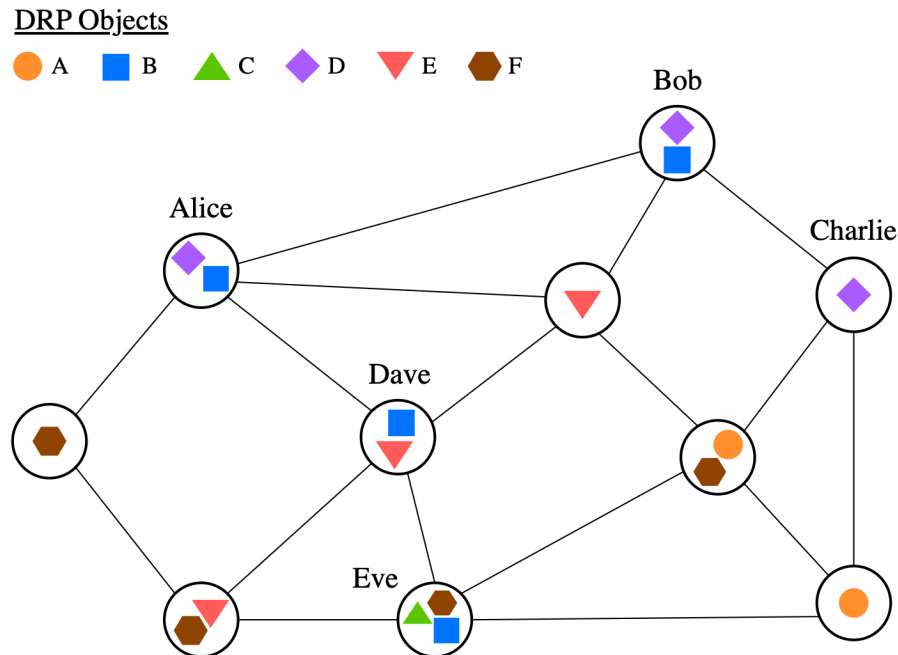 DRP Objects
A B C D E F
Bob
Alice
Charlie
Dave
Eve